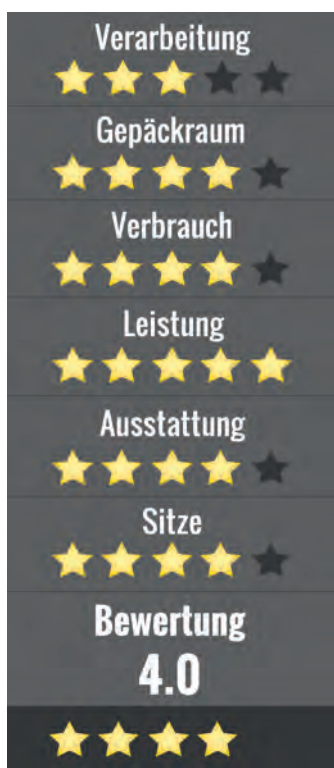 Verarbeitung
Gepäckraum
Verbrauch
Leistung
Ausstattung
Sitze
Bewertung
4.0